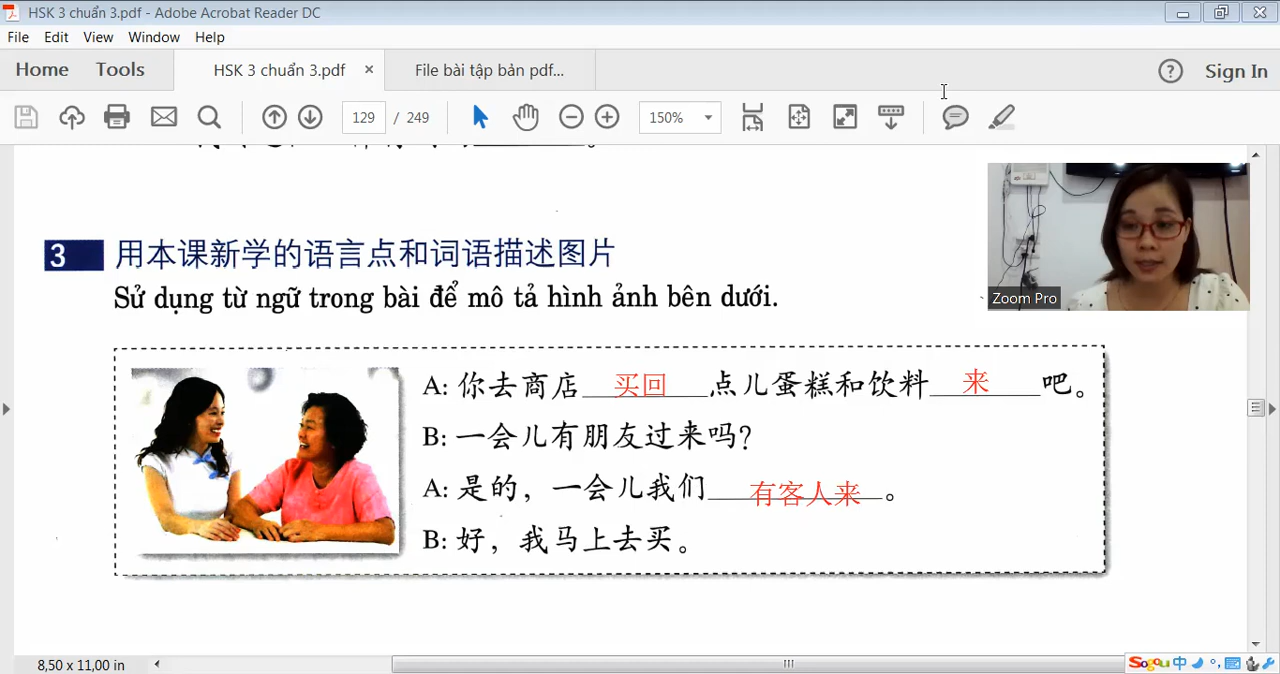 HSK 3 chuẩn 3.pdf - Adobe Acrobat Reader DC
File Edit View Window Help
Home Tools HSK 3 chuẩn 3.pdf × File bài tập bản pdf... Sign In
129 / 249 150%
3 用本课新学的语言点和词语描述图片
Sử dụng từ ngữ trong bài để mô tả hình ảnh bên dưới.
Zoom Pro
A: 你去商店买回点儿蛋糕和饮料来吧。
B: 一会儿有朋友过来吗?
A: 是的，一会儿我们有客人来。
B: 好，我马上去买。
8,50 x 11,00 in
Sogou 中